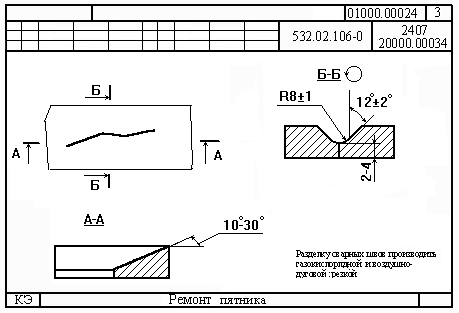 01000.00024 3
532.02.106-0 2407
20000.00034
Б-Б
Б
R8±1
12°±2°
А А
Б
2-4
А-А
10-30°
Разделку сварных швов производить
газокислородной и воздушно-
дуговой резкой
КЭ Ремонт пятника